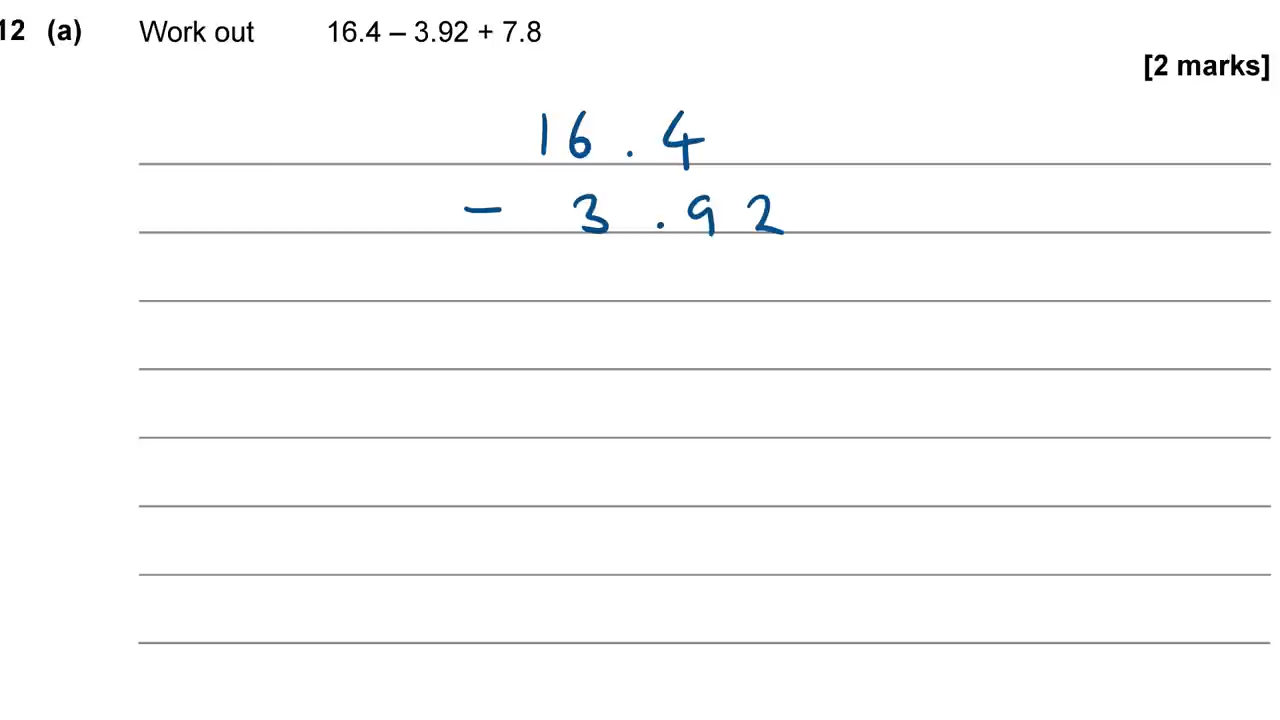 12 (a) Work out 16.4 – 3.92 + 7.8
[2 marks]
16.4
– 3.92